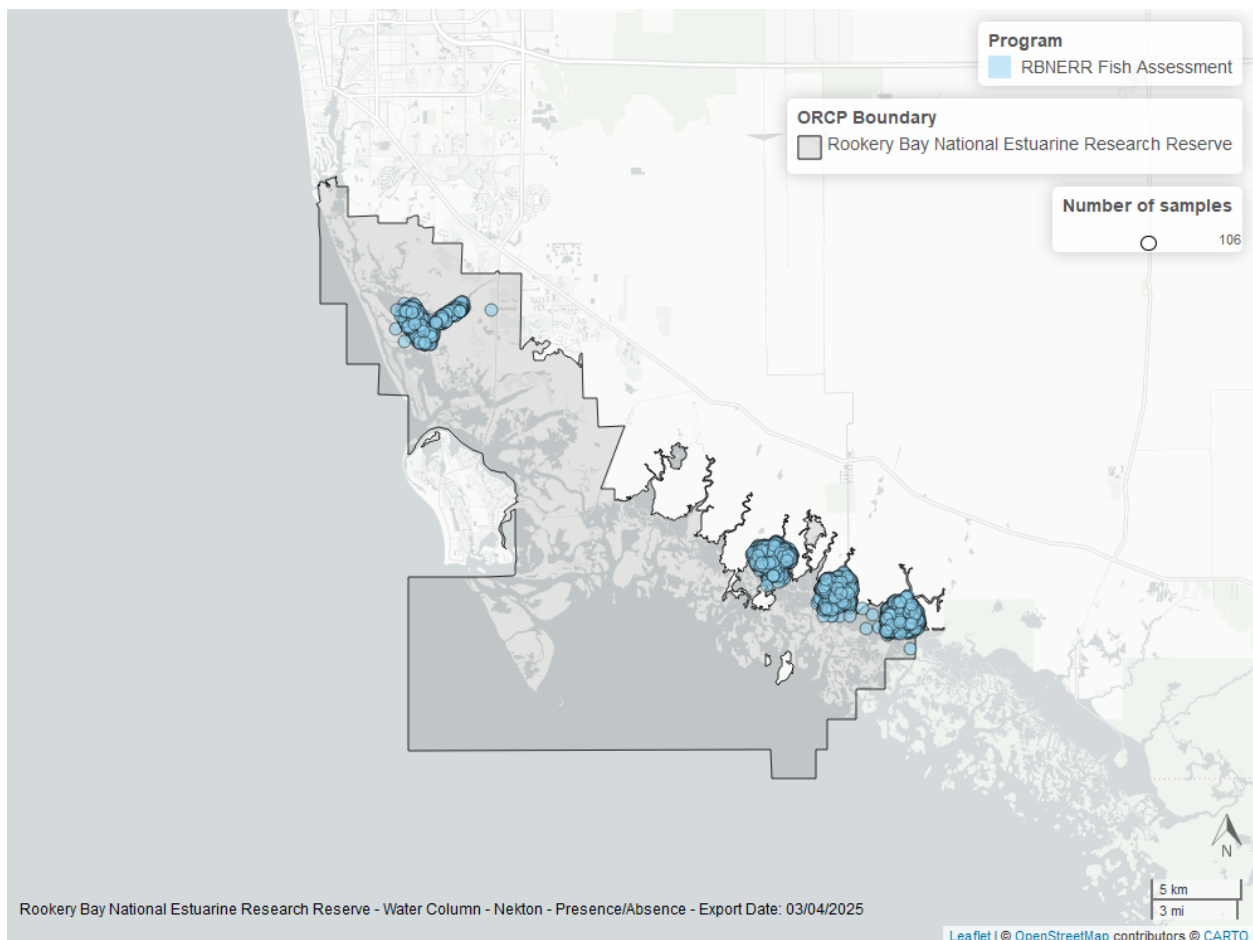 Program
RBNERR Fish Assessment
ORCP Boundary
Rookery Bay National Estuarine Research Reserve
Number of samples
106
N
5 km
3 mi
Rookery Bay National Estuarine Research Reserve - Water Column - Nekton - Presence/Absence - Export Date: 03/04/2025
Leaflet | © OpenStreetMap contributors © CARTO